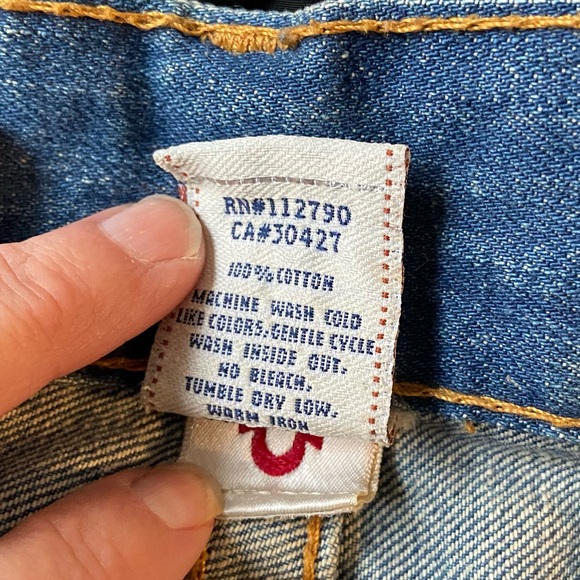 RN#112790
CA#30427
100%COTTON
MACHINE WASH COLD
LIKE COLORS.GENTLE CYCLE
WASH INSIDE OUT.
NO BLEACH.
TUMBLE DRY LOW.
WARM IRON